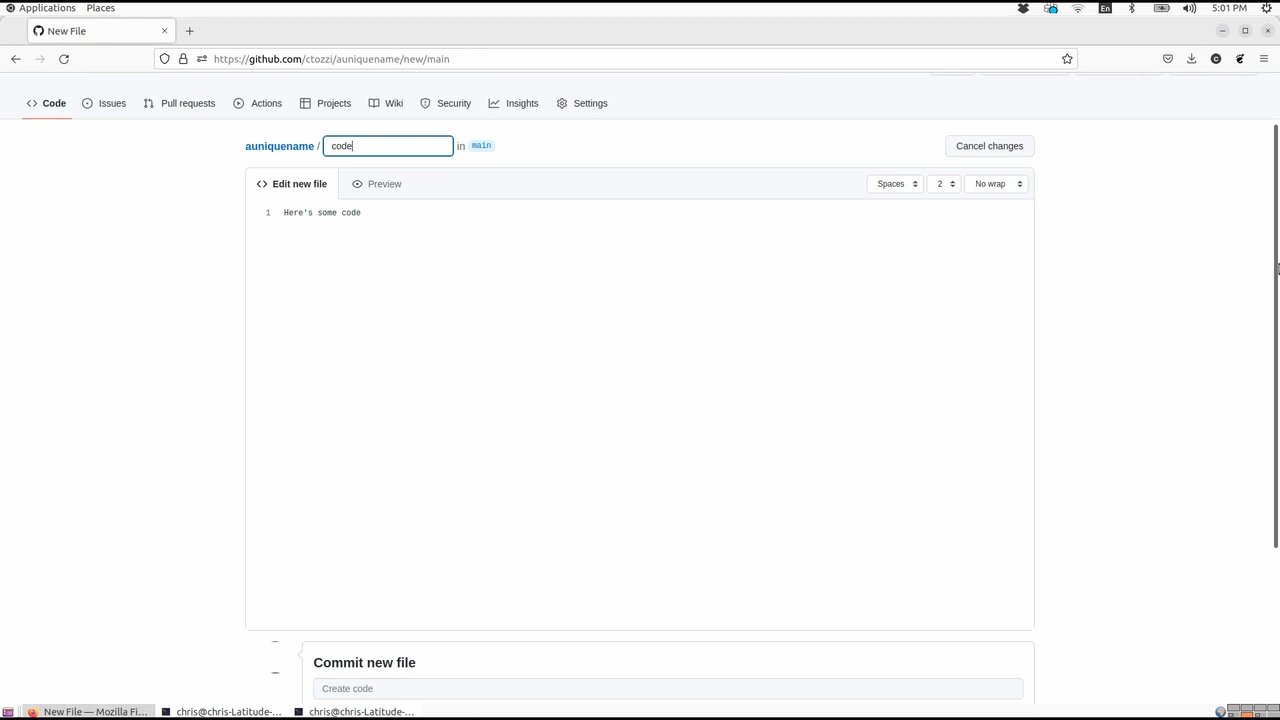 Applications Places En 5:01 PM
New File
https://github.com/ctozzi/auniquename/new/main
Code Issues Pull requests Actions Projects Wiki Security Insights Settings
auniquename / code in main Cancel changes
Edit new file Preview Spaces 2 No wrap
1 Here's some code
Commit new file
Create code
New File — Mozilla Fi... chris@chris-Latitude-... chris@chris-Latitude-...